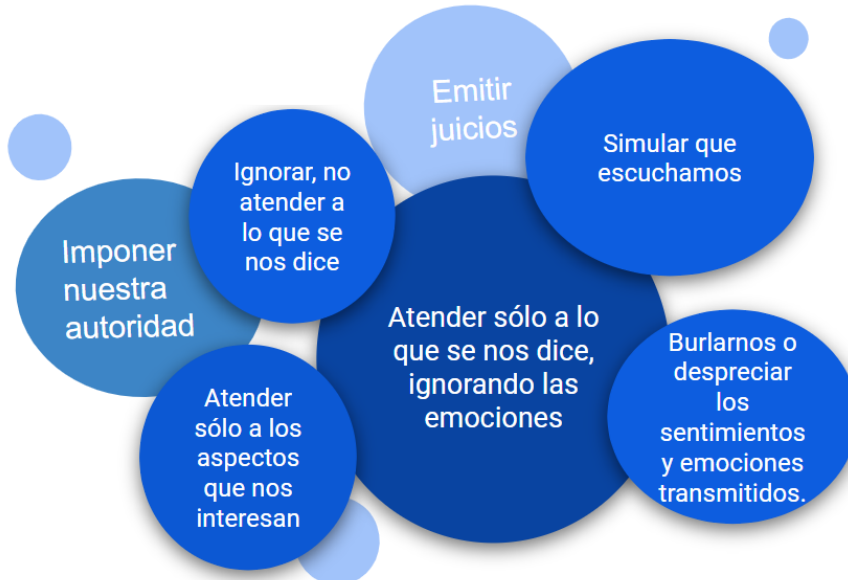 Emitir
juicios
Simular que
escuchamos
Ignorar, no
atender a
lo que se
nos dice
Imponer
nuestra
autoridad
Atender sólo a lo
que se nos dice,
ignorando las
emociones
Burlarnos o
despreciar
los
sentimientos
y emociones
transmitidos.
Atender
sólo a los
aspectos
que nos
interesan